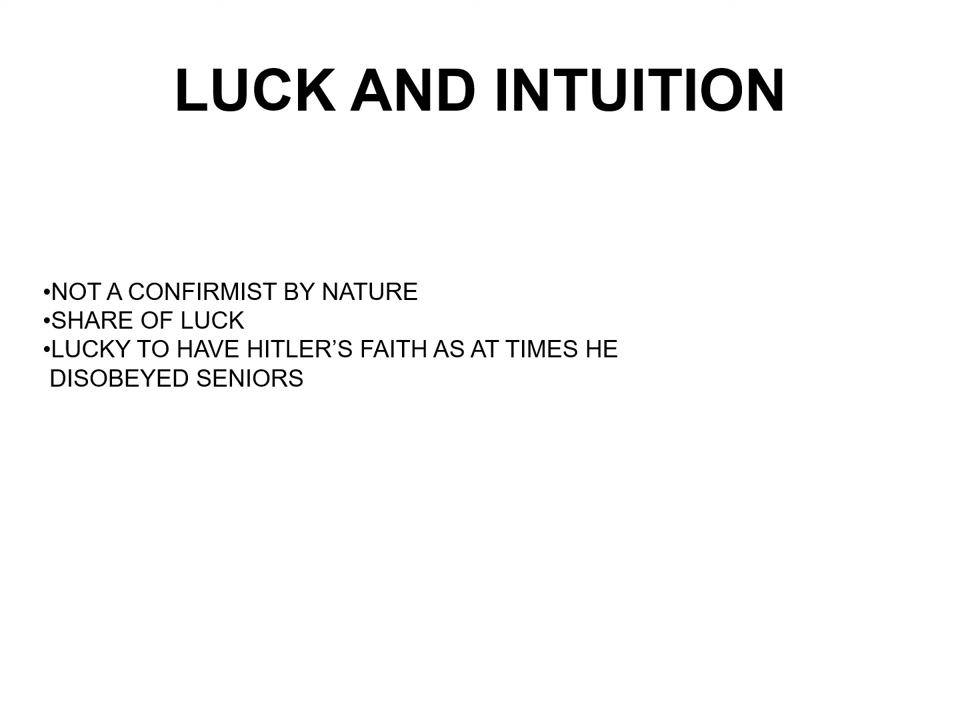 LUCK AND INTUITION
•NOT A CONFIRMIST BY NATURE
•SHARE OF LUCK
•LUCKY TO HAVE HITLER’S FAITH AS AT TIMES HE
DISOBEYED SENIORS